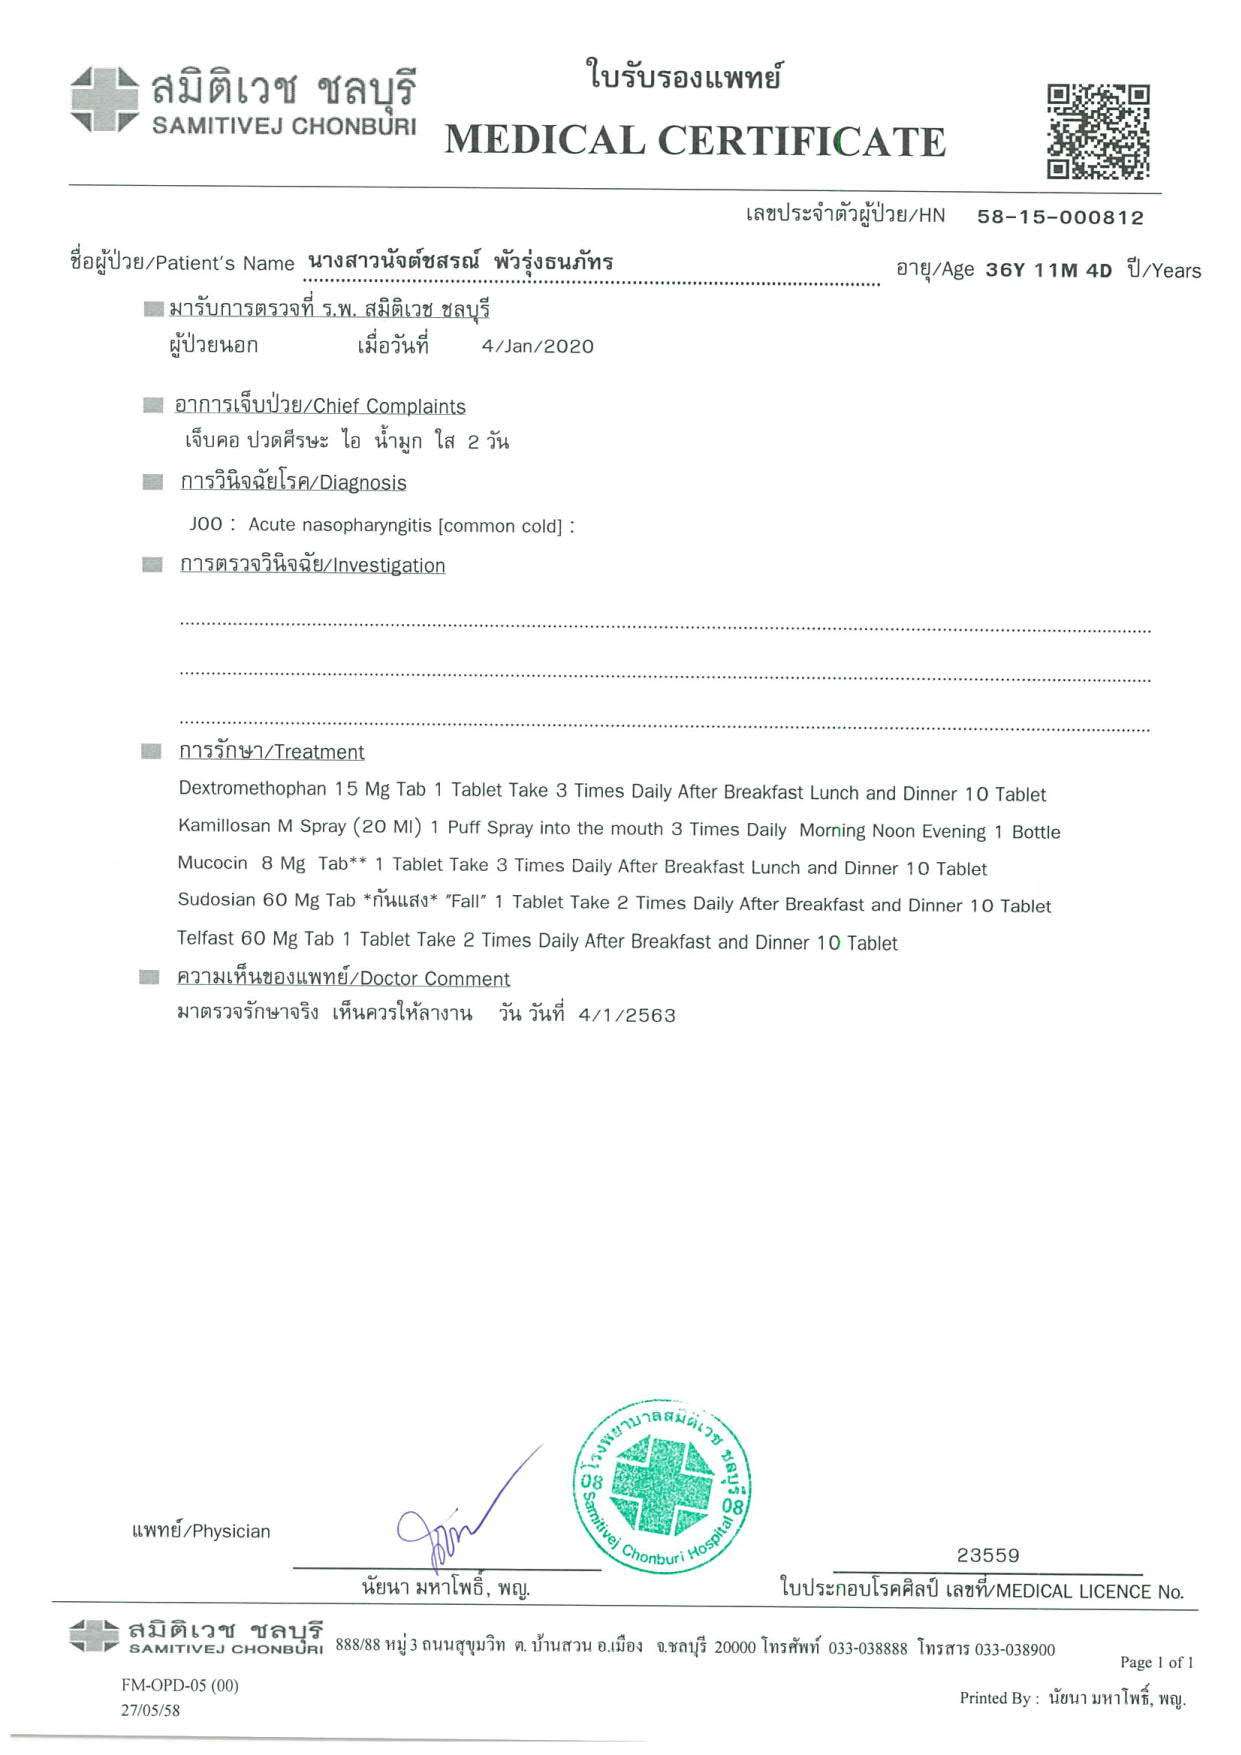 สมิติเวช ชลบุรี
SAMITIVEJ CHONBURI
ใบรับรองแพทย์
MEDICAL CERTIFICATE
เลขประจำตัวผู้ป่วย/HN 58-15-000812
ชื่อผู้ป่วย/Patient's Name นางสาวนัจต์ชสรณ์ พัวรุ่งธนภัทร อายุ/Age 36Y 11M 4D ปี/Years
มารับการตรวจที่ ร.พ. สมิติเวช ชลบุรี
ผู้ป่วยนอก เมื่อวันที่ 4/Jan/2020
อาการเจ็บป่วย/Chief Complaints
เจ็บคอ ปวดศีรษะ ไอ น้ำมูก ใส 2 วัน
การวินิจฉัยโรค/Diagnosis
J00 : Acute nasopharyngitis [common cold] :
การตรวจวินิจฉัย/Investigation
การรักษา/Treatment
Dextromethophan 15 Mg Tab 1 Tablet Take 3 Times Daily After Breakfast Lunch and Dinner 10 Tablet
Kamillosan M Spray (20 Ml) 1 Puff Spray into the mouth 3 Times Daily Morning Noon Evening 1 Bottle
Mucocin 8 Mg Tab** 1 Tablet Take 3 Times Daily After Breakfast Lunch and Dinner 10 Tablet
Sudosian 60 Mg Tab *กันแสง* "Fall" 1 Tablet Take 2 Times Daily After Breakfast and Dinner 10 Tablet
Telfast 60 Mg Tab 1 Tablet Take 2 Times Daily After Breakfast and Dinner 10 Tablet
ความเห็นของแพทย์/Doctor Comment
มาตรวจรักษาจริง เห็นควรให้ลางาน วัน วันที่ 4/1/2563
โรงพยาบาลสมิติเวช ชลบุรี
08 08
Samitivej Chonburi Hospital
แพทย์/Physician
23559
นัยนา มหาโพธิ์, พญ. ใบประกอบโรคศิลป์ เลขที่/MEDICAL LICENCE No.
สมิติเวช ชลบุรี
SAMITIVEJ CHONBURI
888/88 หมู่ 3 ถนนสุขุมวิท ต. บ้านสวน อ.เมือง จ.ชลบุรี 20000 โทรศัพท์ 033-038888 โทรสาร 033-038900
Page 1 of 1
FM-OPD-05 (00)
Printed By : นัยนา มหาโพธิ์, พญ.
27/05/58